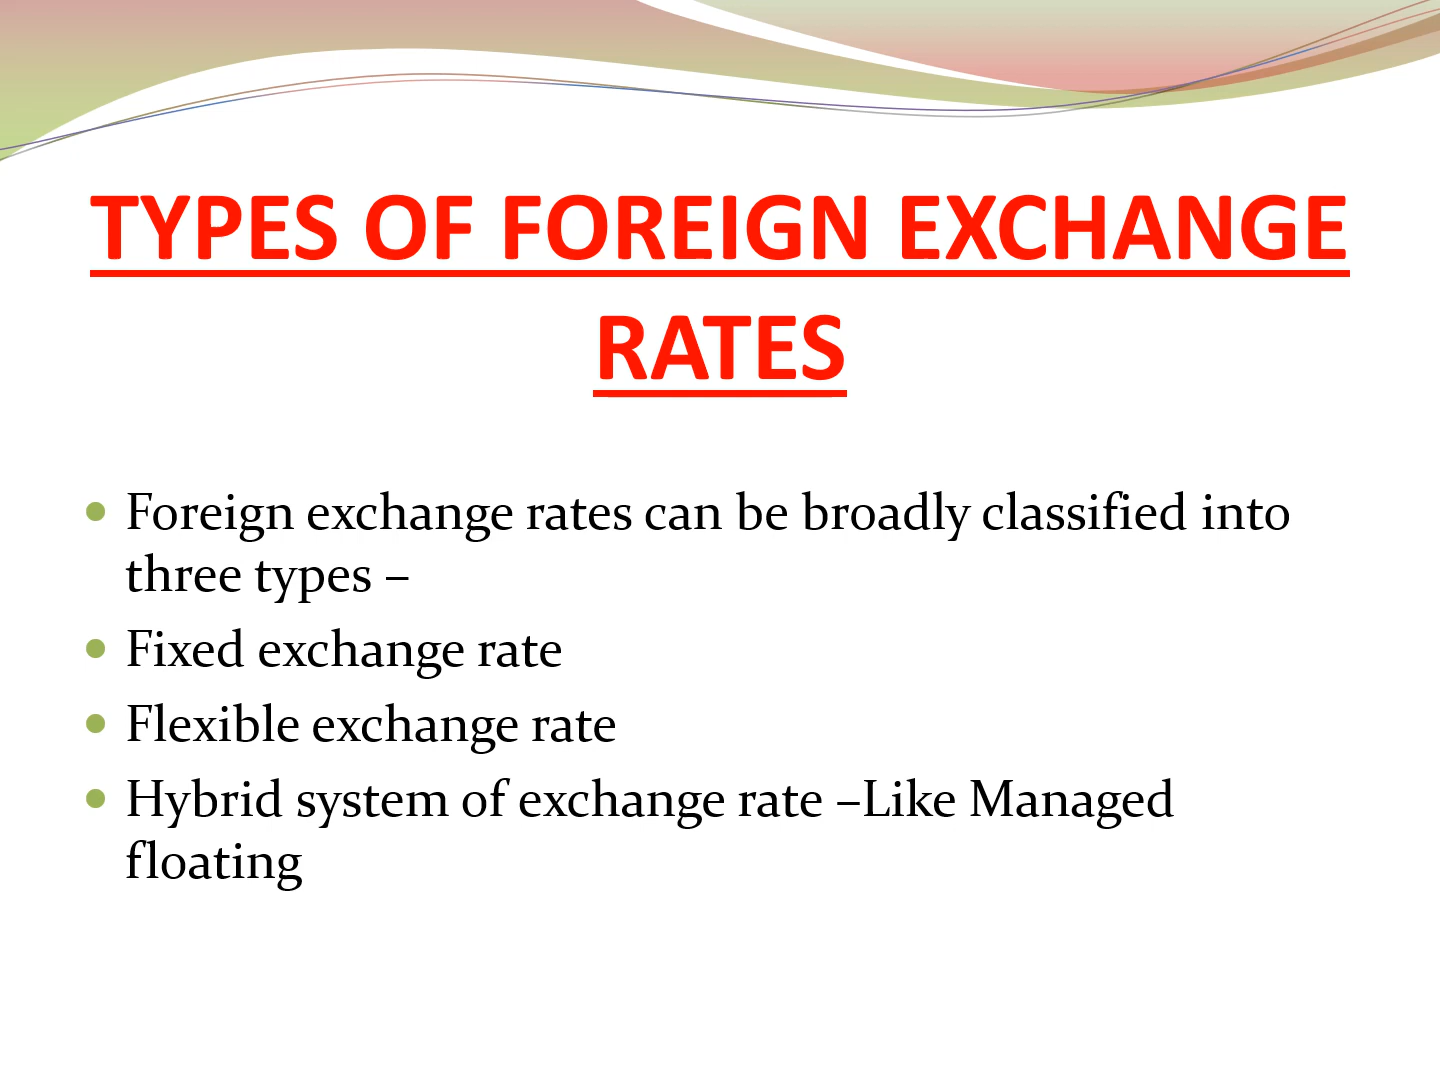 TYPES OF FOREIGN EXCHANGE
RATES
• Foreign exchange rates can be broadly classified into
three types –
• Fixed exchange rate
• Flexible exchange rate
• Hybrid system of exchange rate –Like Managed
floating